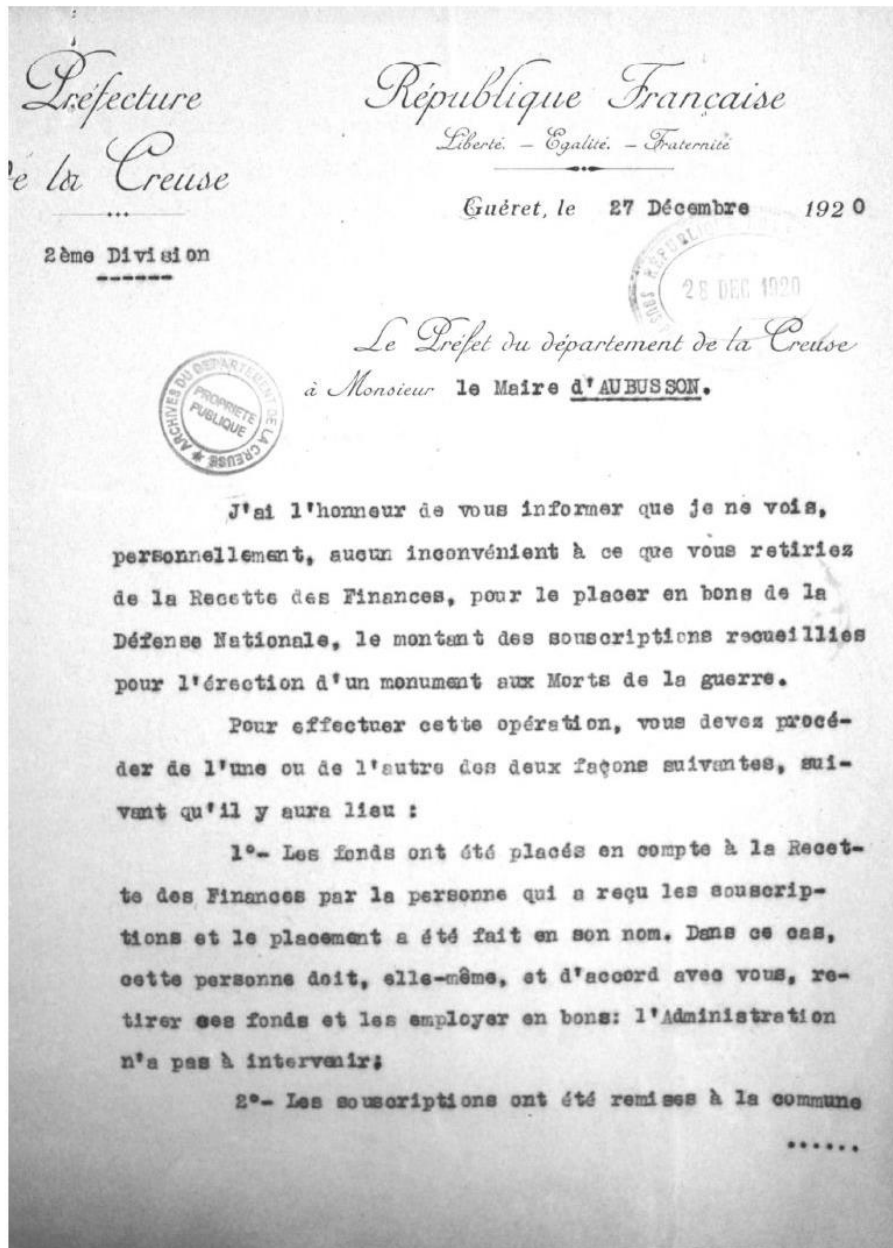 Préfecture
de la Creuse
2ème Division
République Française
Liberté. – Egalité. – Fraternité
Guéret, le 27 Décembre 1920
28 DEC 1920
Le Préfet du département de la Creuse
à Monsieur le Maire d'AUBUSSON.
ARCHIVES DU DEPARTEMENT DE LA CREUSE
PROPRIETE
PUBLIQUE
J'ai l'honneur de vous informer que je ne vois,
personnellement, aucun inconvénient à ce que vous retiriez
de la Recette des Finances, pour le placer en bons de la
Défense Nationale, le montant des souscriptions recueillies
pour l'érection d'un monument aux Morts de la guerre.
Pour effectuer cette opération, vous devez procé-
der de l'une ou de l'autre des deux façons suivantes, sui-
vant qu'il y aura lieu :
1°- Les fonds ont été placés en compte à la Recet-
te des Finances par la personne qui a reçu les souscrip-
tions et le placement a été fait en son nom. Dans ce cas,
cette personne doit, elle-même, et d'accord avec vous, re-
tirer ces fonds et les employer en bons: l'Administration
n'a pas à intervenir;
2°- Les souscriptions ont été remises à la commune
......